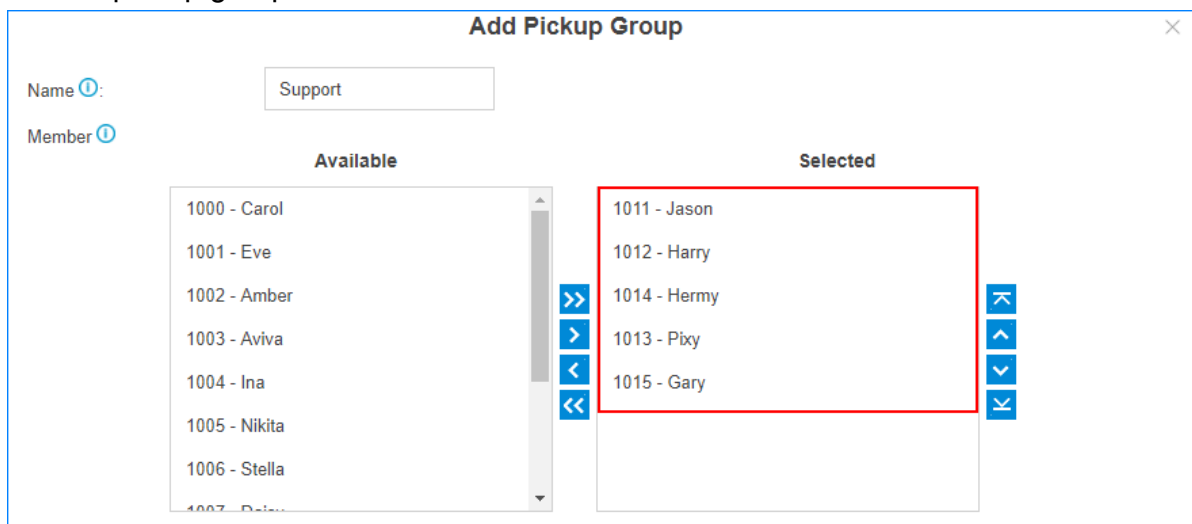 Add Pickup Group
Name :
Support
Member
Available
Selected
1000 - Carol
1001 - Eve
1002 - Amber
1003 - Aviva
1004 - Ina
1005 - Nikita
1006 - Stella
1011 - Jason
1012 - Harry
1014 - Hermy
1013 - Pixy
1015 - Gary